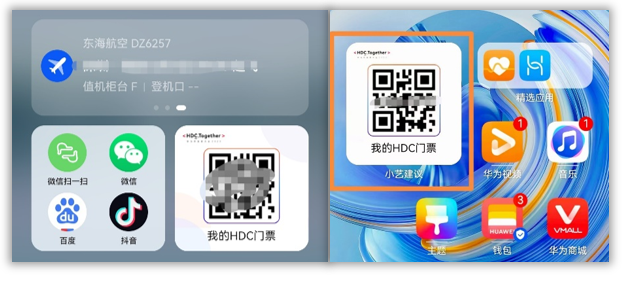 东海航空 DZ6257
值机柜台 F | 登机口 --
微信扫一扫
微信
百度
抖音
HDC.Together
我的HDC门票
HDC.Together
我的HDC门票
小艺建议
精选应用
1
华为视频
1
音乐
主题
3
HUAWEI
钱包
VMALL
华为商城